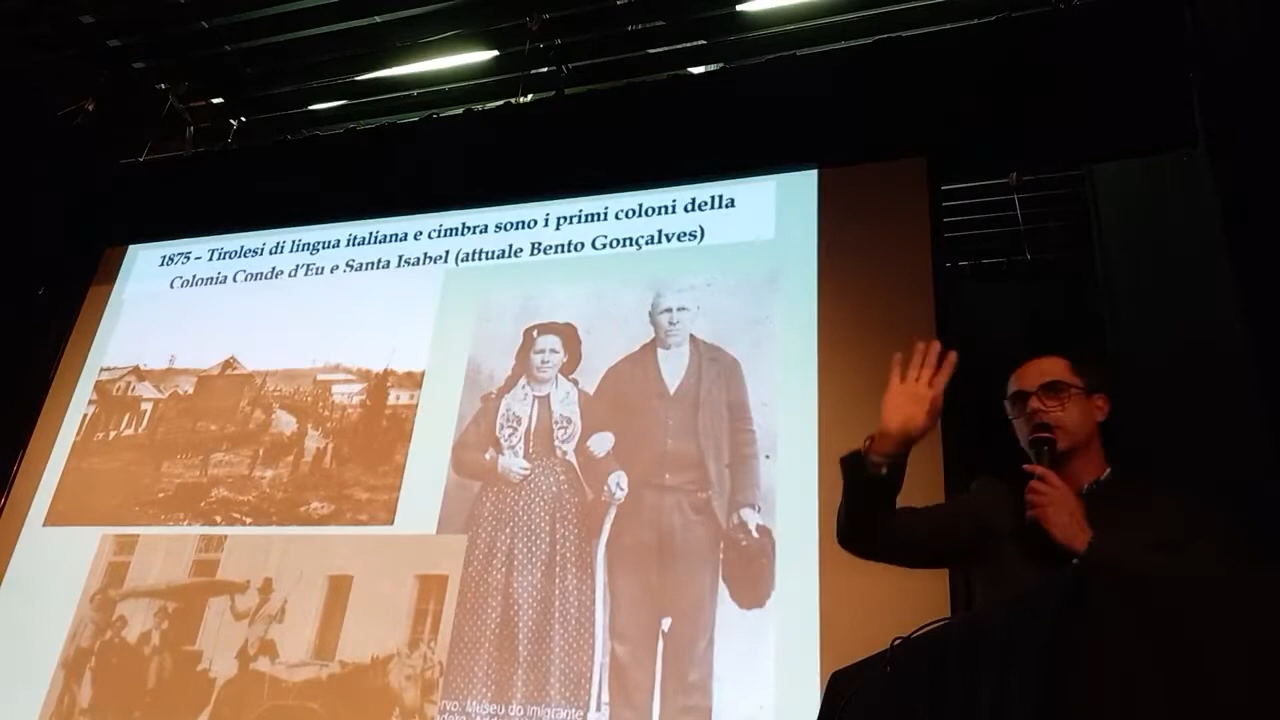 1875 – Tirolesi di lingua italiana e cimbra sono i primi coloni della
Colonia Conde d'Eu e Santa Isabel (attuale Bento Gonçalves)
rvo. Museu do Imigrante